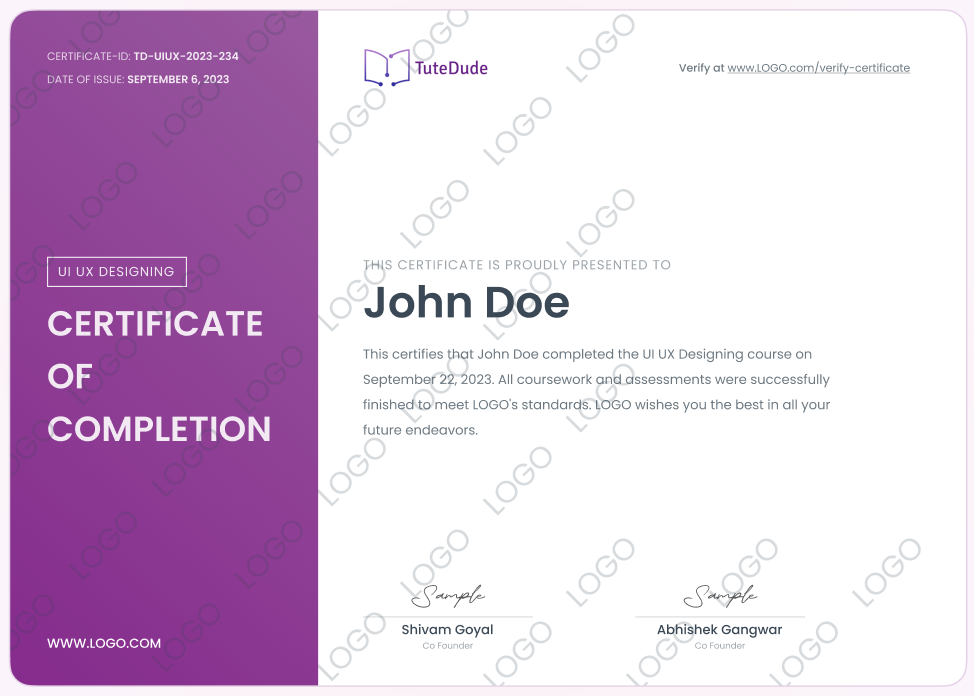 CERTIFICATE-ID: TD-UIUX-2023-234
DATE OF ISSUE: SEPTEMBER 6, 2023
UI UX DESIGNING
CERTIFICATE
OF
COMPLETION
WWW.LOGO.COM
TuteDude
Verify at www.LOGO.com/verify-certificate
THIS CERTIFICATE IS PROUDLY PRESENTED TO
John Doe
This certifies that John Doe completed the UI UX Designing course on
September 22, 2023. All coursework and assessments were successfully
finished to meet LOGO's standards. LOGO wishes you the best in all your
future endeavors.
Sample
Shivam Goyal
Co Founder
Sample
Abhishek Gangwar
Co Founder
LOGO